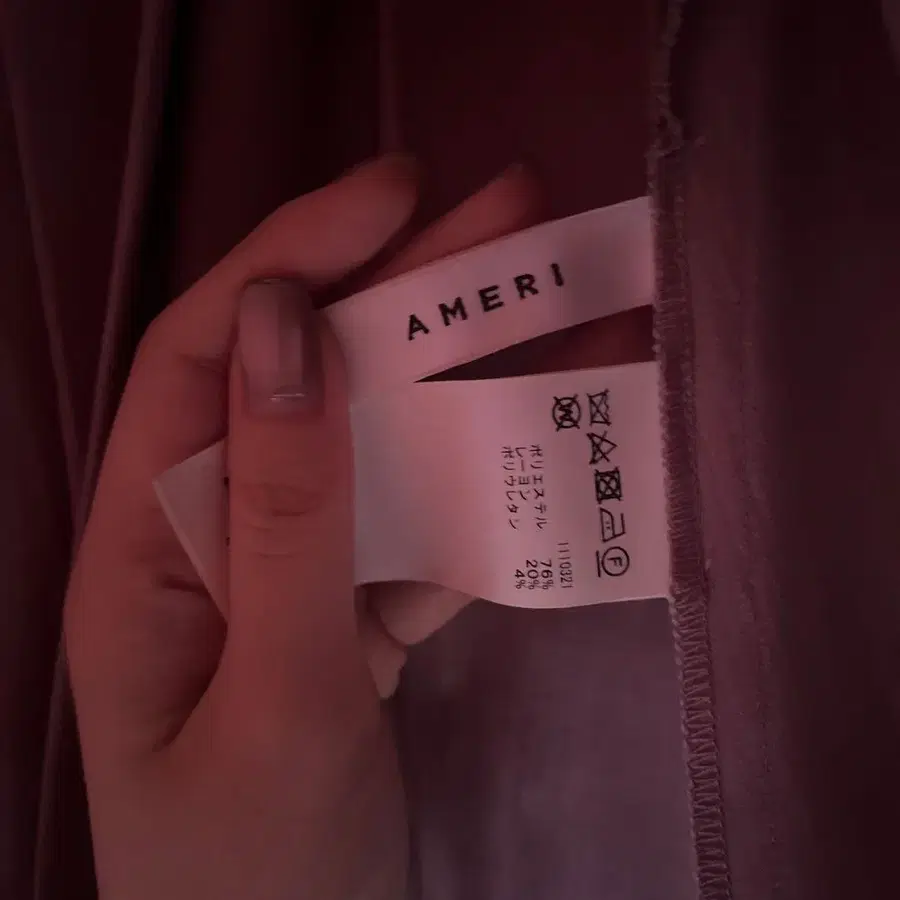 AMERI
1110321
ポリエステル 76%
レーヨン 20%
ポリウレタン 4%
W
F